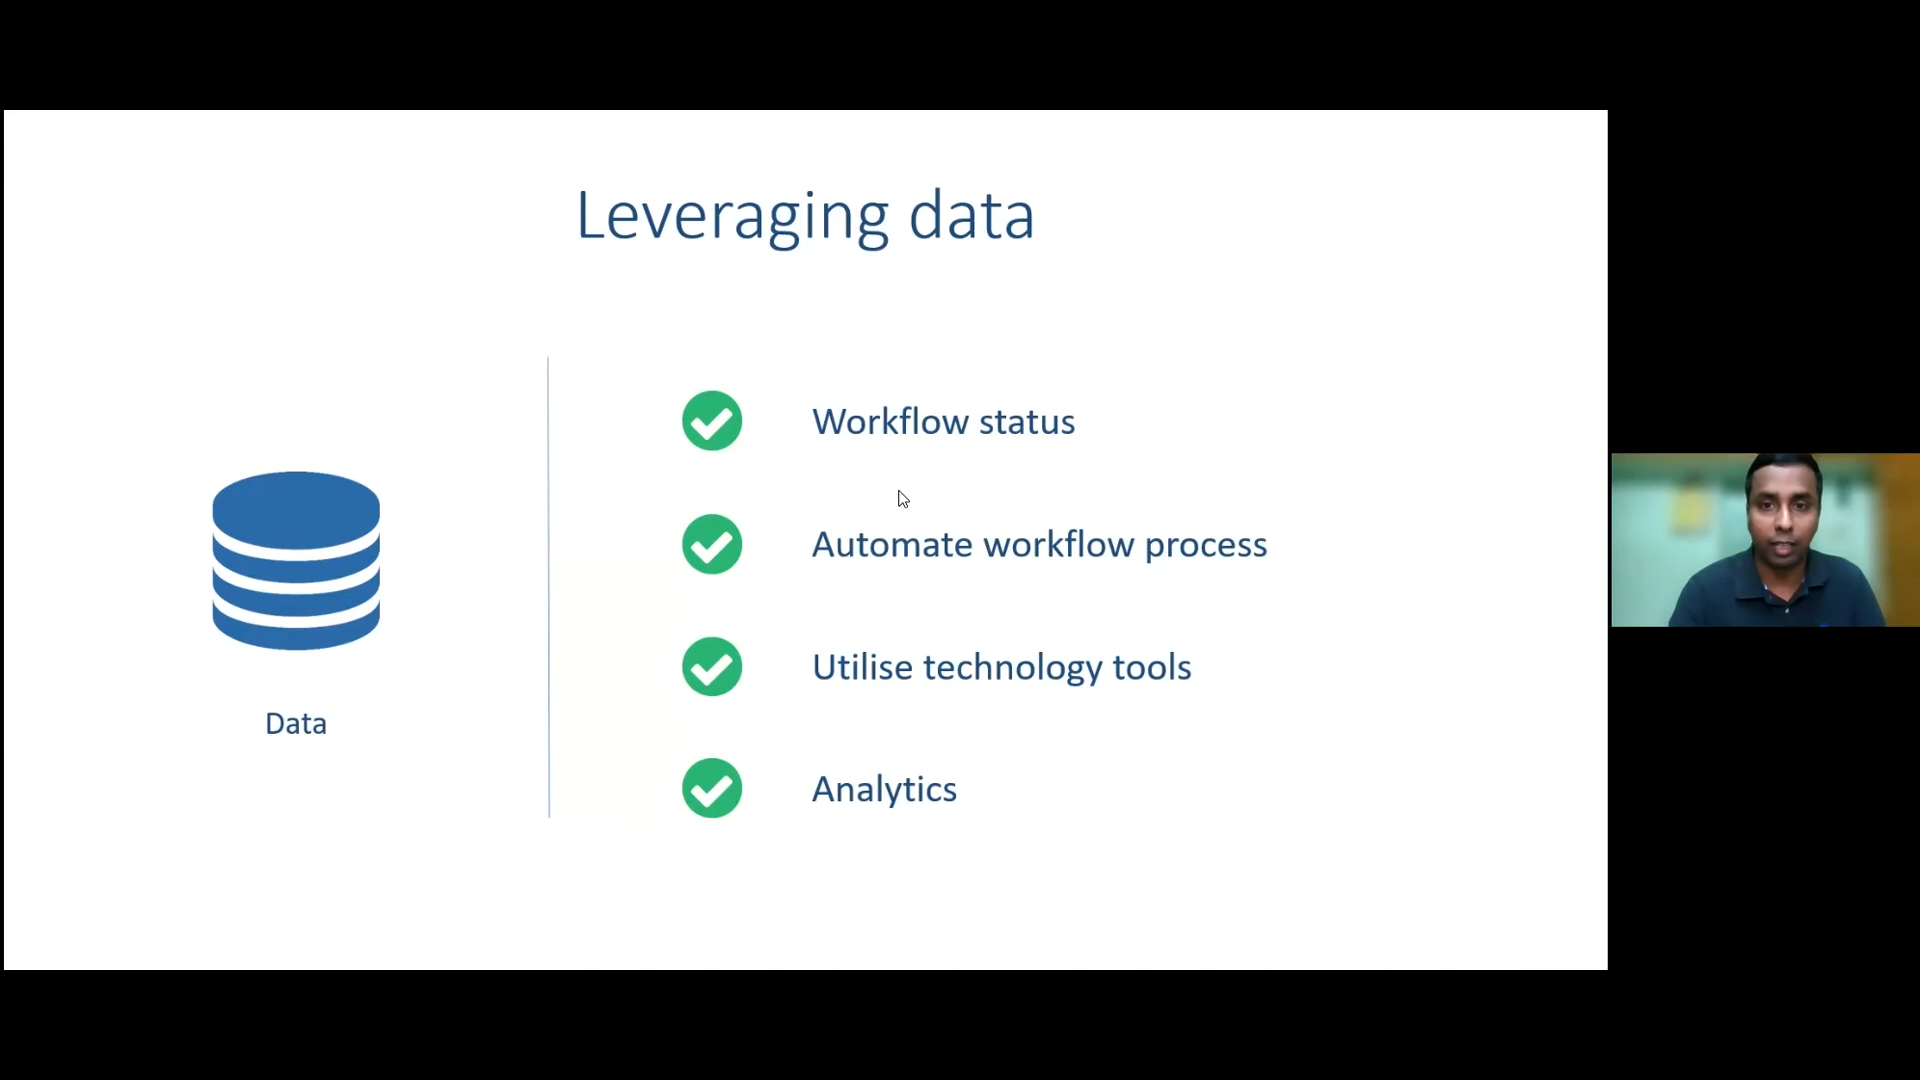 Leveraging data
Workflow status
Automate workflow process
Utilise technology tools
Analytics
Data